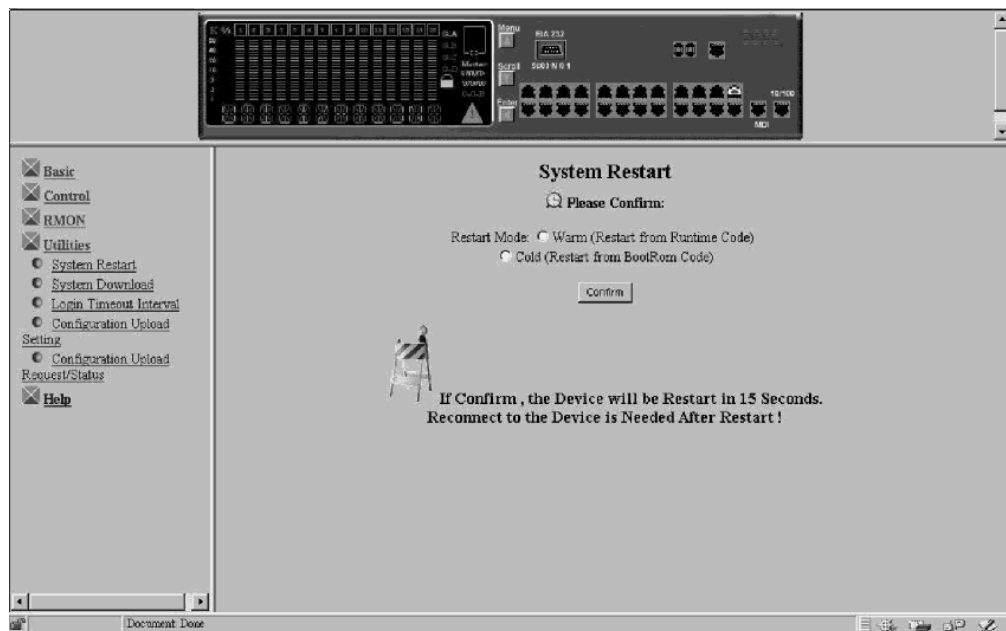 Menu
EIA 232
Scroll
Enter
10/100
MDI
Master
Basic
Control
RMON
Utilities
System Restart
System Download
Login Timeout Interval
Configuration Upload
Setting
Configuration Upload
Request/Status
Help
System Restart
Please Confirm:
Restart Mode: Warm (Restart from Runtime Code)
Cold (Restart from BootRom Code)
Confirm
If Confirm , the Device will be Restart in 15 Seconds.
Reconnect to the Device is Needed After Restart !
Document: Done